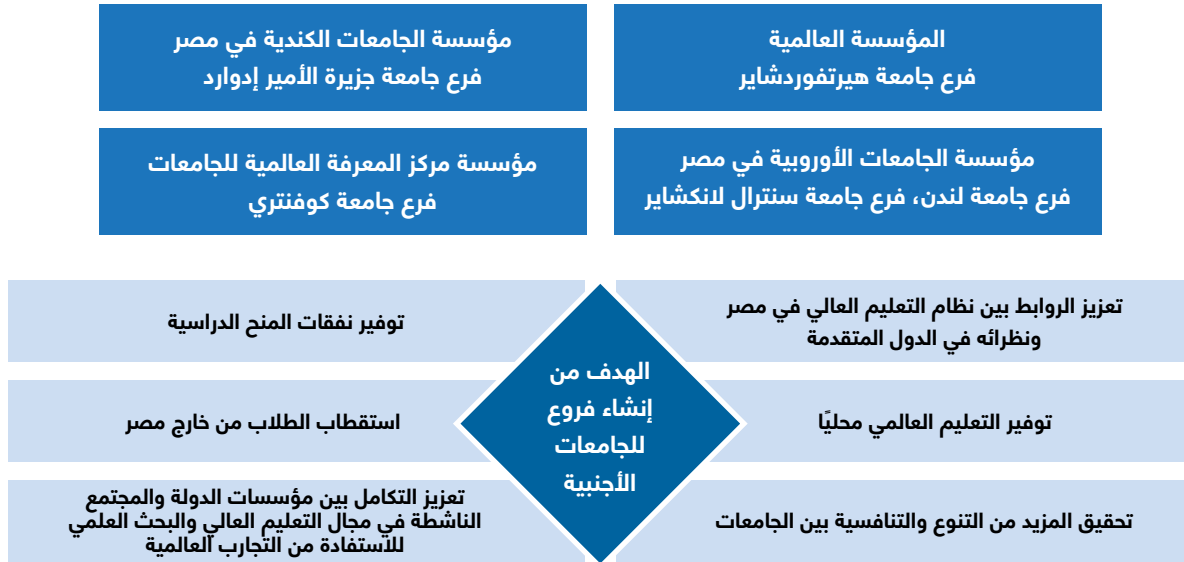 المؤسسة العالمية
فرع جامعة هيرتفوردشاير
مؤسسة الجامعات الكندية في مصر
فرع جامعة جزيرة الأمير إدوارد
مؤسسة الجامعات الأوروبية في مصر
فرع جامعة لندن، فرع جامعة سنترال لانكشاير
مؤسسة مركز المعرفة العالمية للجامعات
فرع جامعة كوفنتري
الهدف من
إنشاء فروع
للجامعات
الأجنبية
تعزيز الروابط بين نظام التعليم العالي في مصر
ونظرائه في الدول المتقدمة
توفير نفقات المنح الدراسية
توفير التعليم العالمي محليًا
استقطاب الطلاب من خارج مصر
تحقيق المزيد من التنوع والتنافسية بين الجامعات
تعزيز التكامل بين مؤسسات الدولة والمجتمع
الناشطة في مجال التعليم العالي والبحث العلمي
للاستفادة من التجارب العالمية